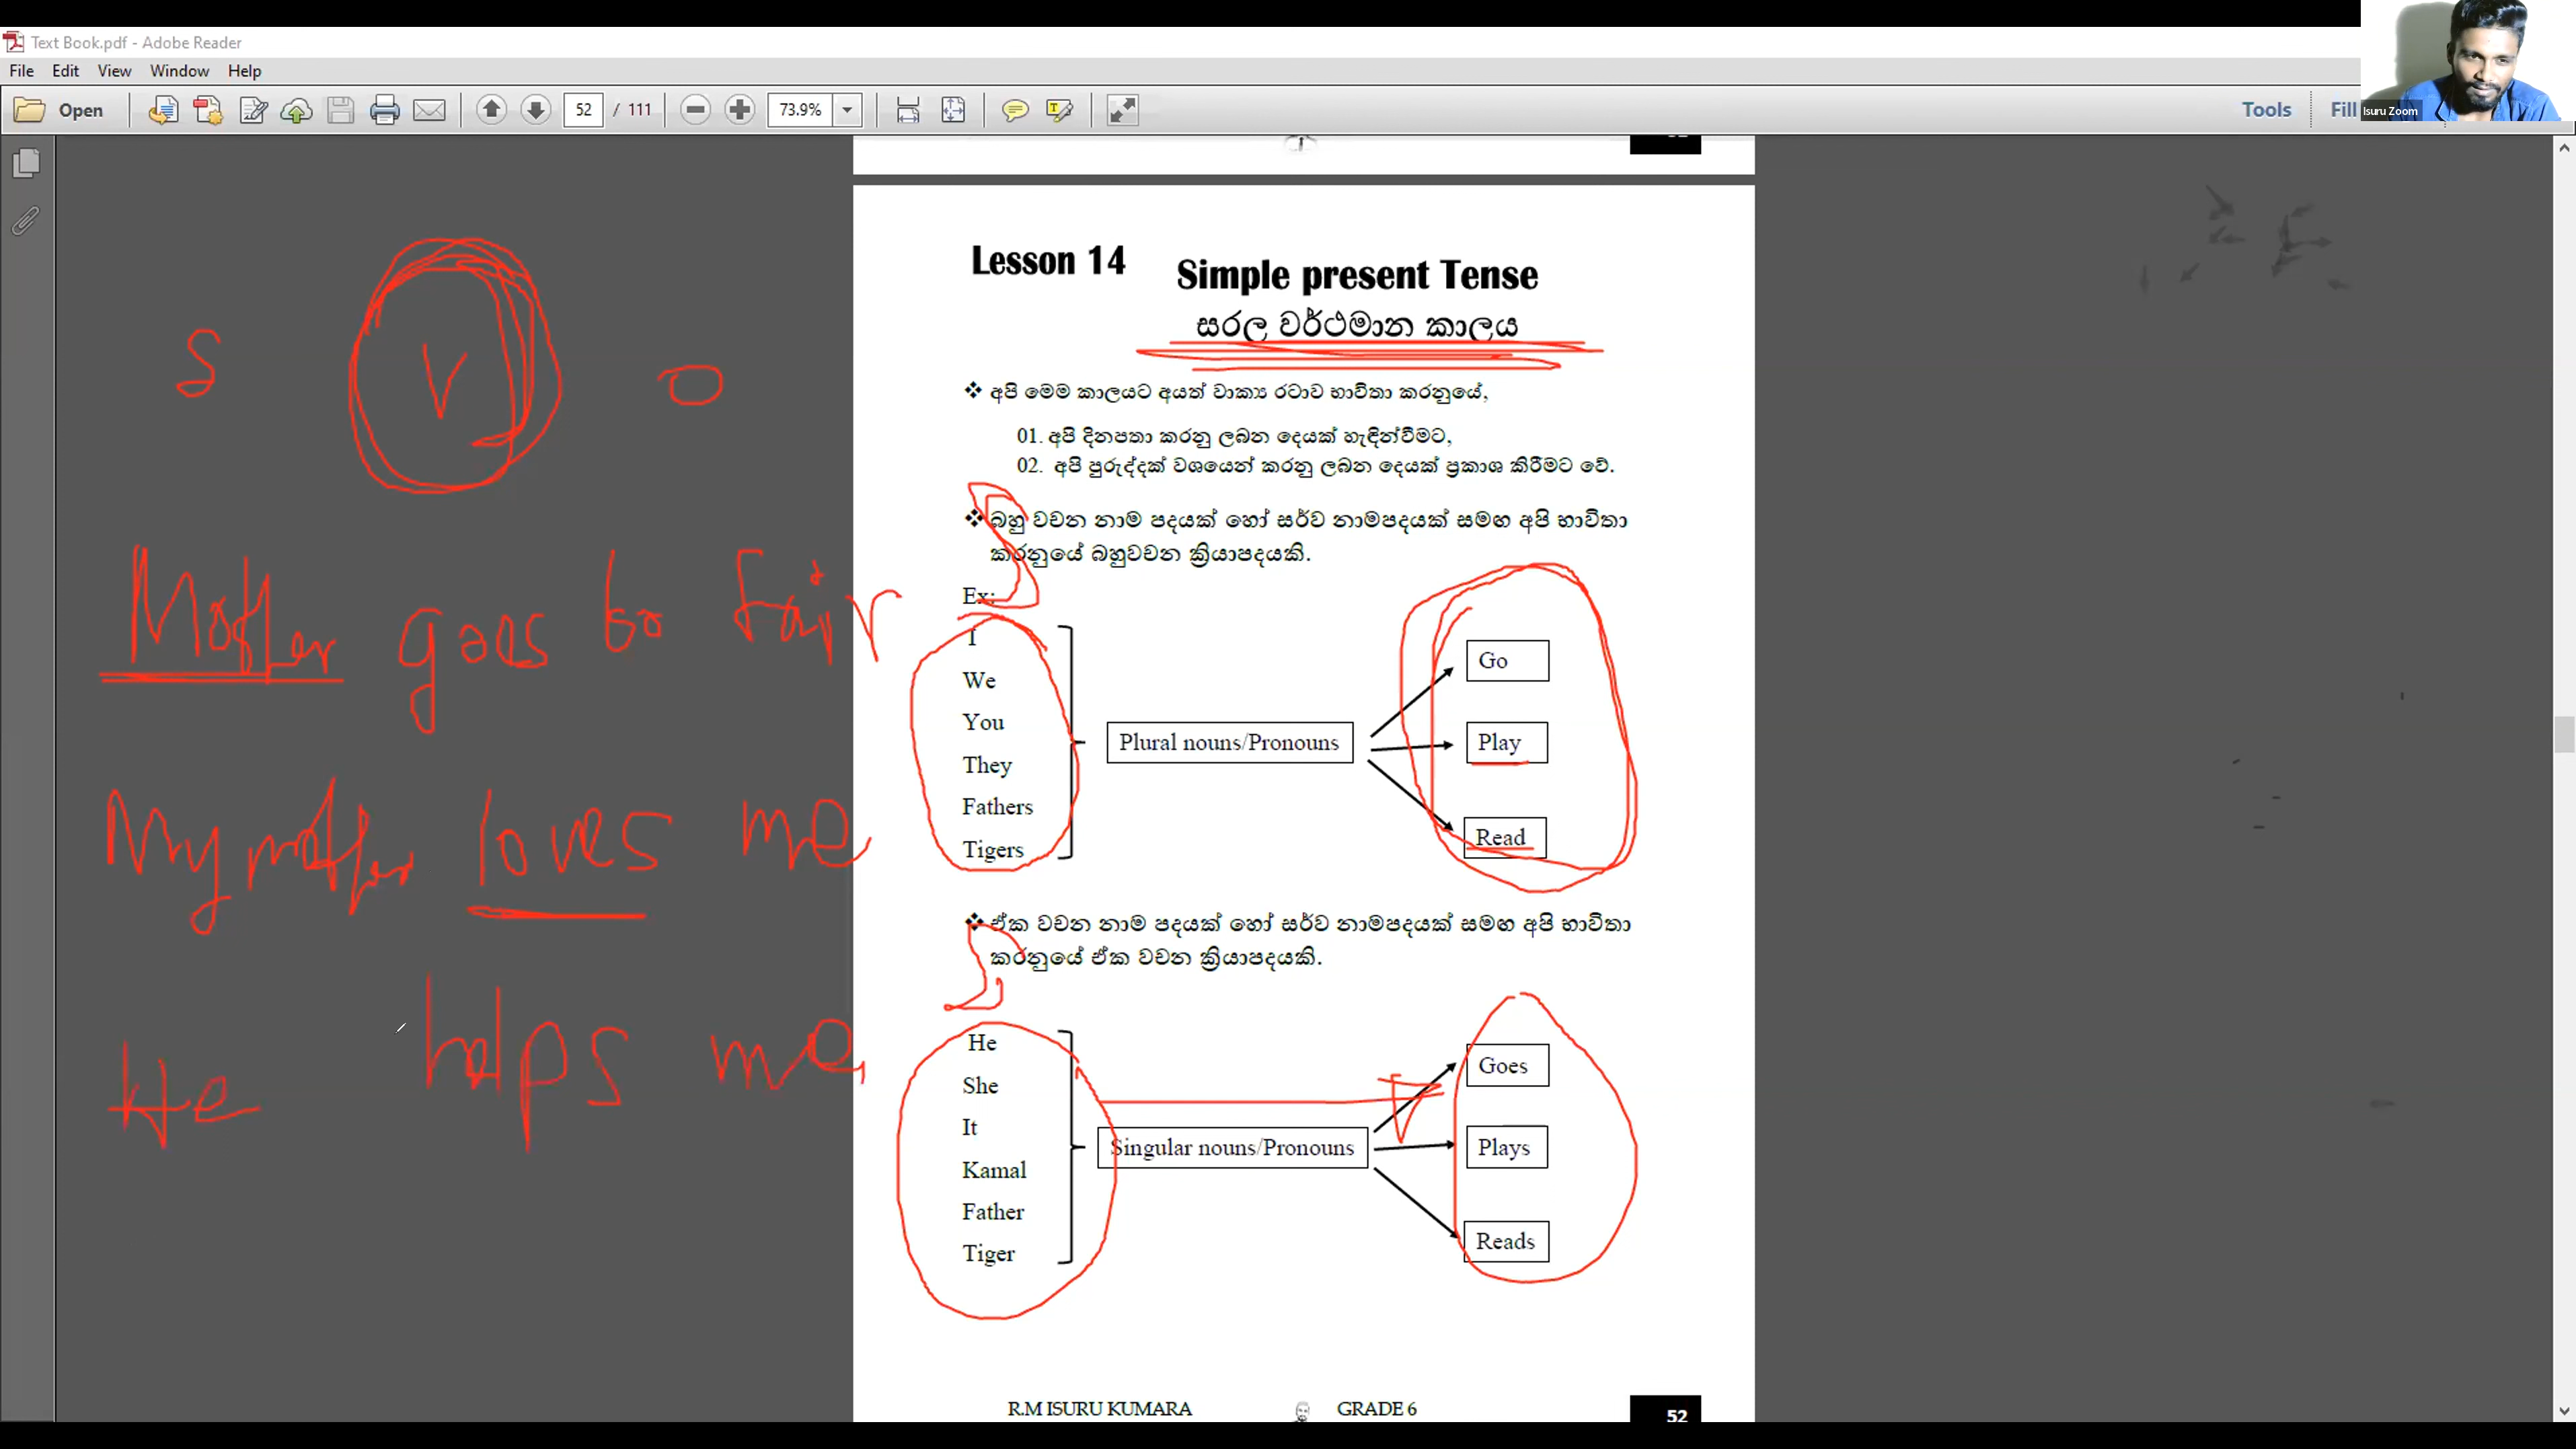 Text Book.pdf - Adobe Reader
File Edit View Window Help
Open 52 / 111 73.9% Tools Fill
Isuru Zoom
Lesson 14
Simple present Tense
සරල වර්ථමාන කාලය
❖ අපි මෙම කාලයට අයත් වාක්‍ය රටාව භාවිතා කරනුයේ,
01. අපි දිනපතා කරනු ලබන දෙයක් හැඳින්වීමට,
02. අපි පුරුද්දක් වශයෙන් කරනු ලබන දෙයක් ප්‍රකාශ කිරීමට වේ.
❖ බහු වචන නාම පදයක් හෝ සර්ව නාමපදයක් සමඟ අපි භාවිතා
කරනුයේ බහුවචන ක්‍රියාපදයකි.
Ex:
I
We
You
They
Fathers
Tigers
Plural nouns/Pronouns
Go
Play
Read
❖ ඒක වචන නාම පදයක් හෝ සර්ව නාමපදයක් සමඟ අපි භාවිතා
කරනුයේ ඒක වචන ක්‍රියාපදයකි.
He
She
It
Kamal
Father
Tiger
Singular nouns/Pronouns
Goes
Plays
Reads
R.M ISURU KUMARA GRADE 6 52
S V O
Mother goes to fair
My mother loves me
He helps me
S
S
V